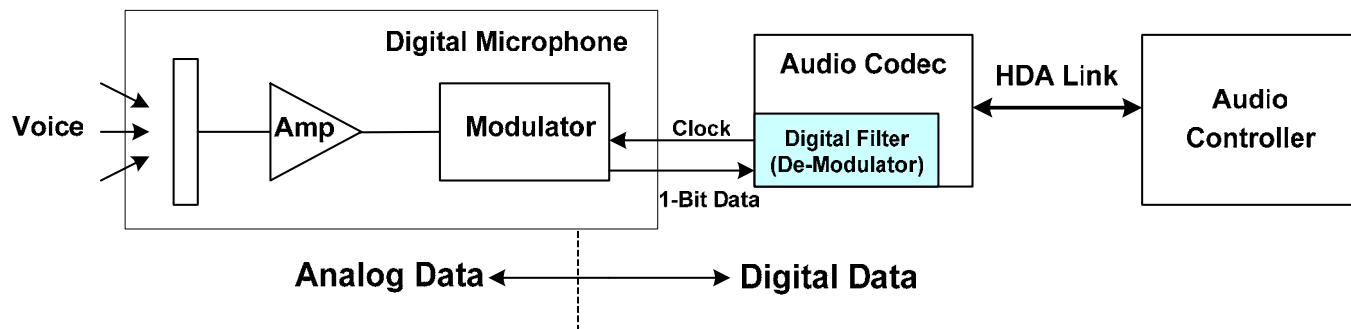 Digital Microphone
Voice
Amp
Modulator
Clock
1-Bit Data
Audio Codec
Digital Filter
(De-Modulator)
HDA Link
Audio
Controller
Analog Data
Digital Data